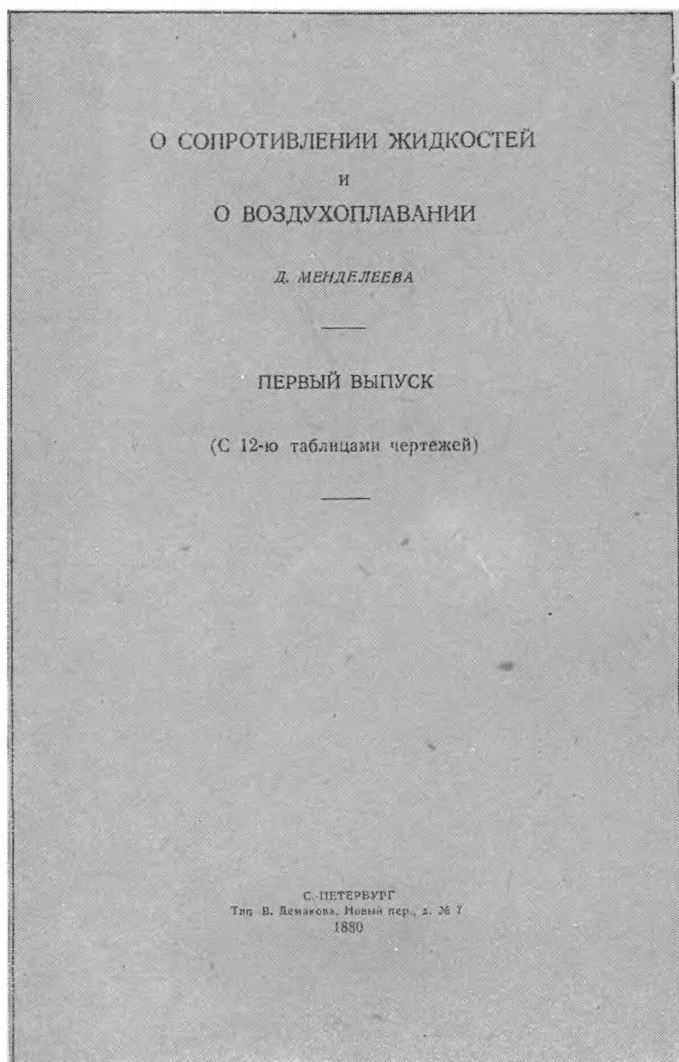 О СОПРОТИВЛЕНИИ ЖИДКОСТЕЙ
И
О ВОЗДУХОПЛАВАНИИ
Д. МЕНДЕЛЕЕВА
ПЕРВЫЙ ВЫПУСК
(С 12-ю таблицами чертежей)
С.-ПЕТЕРБУРГ
Тип. В. Демакова, Новый пер., д. № 7
1880